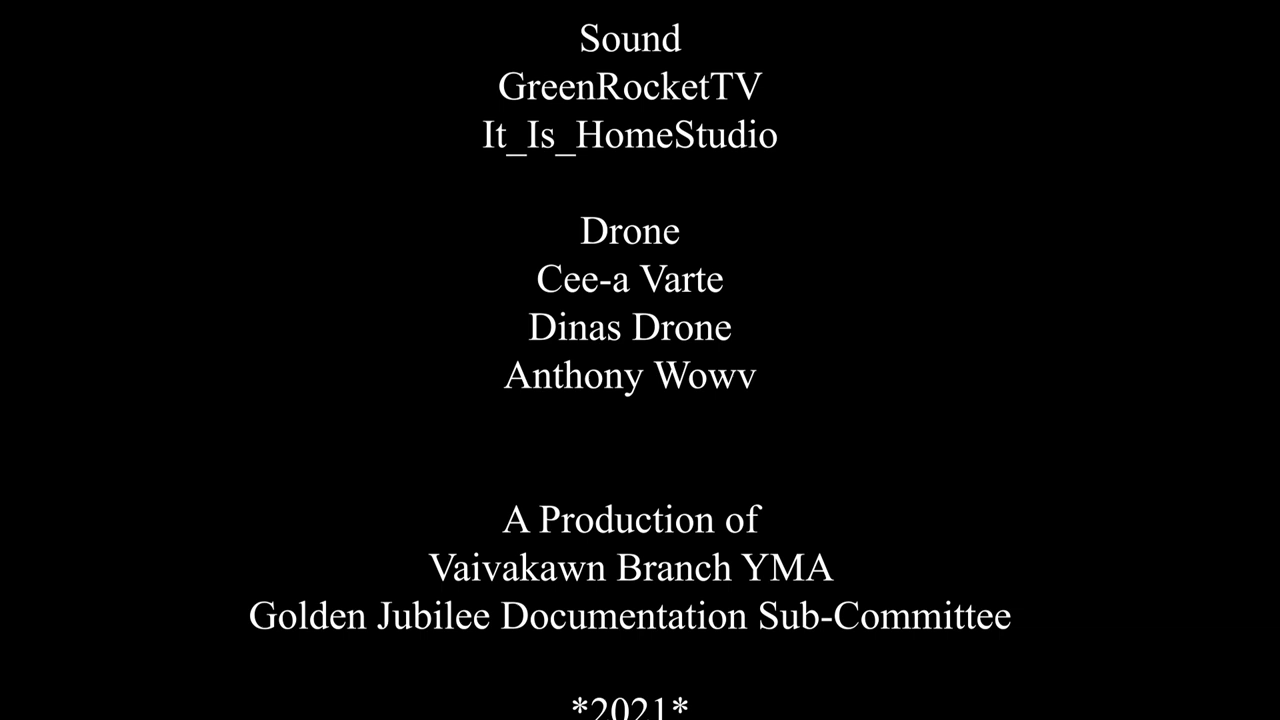 Sound
GreenRocketTV
It_Is_HomeStudio
Drone
Cee-a Varte
Dinas Drone
Anthony Wowv
A Production of
Vaivakawn Branch YMA
Golden Jubilee Documentation Sub-Committee
*2021*